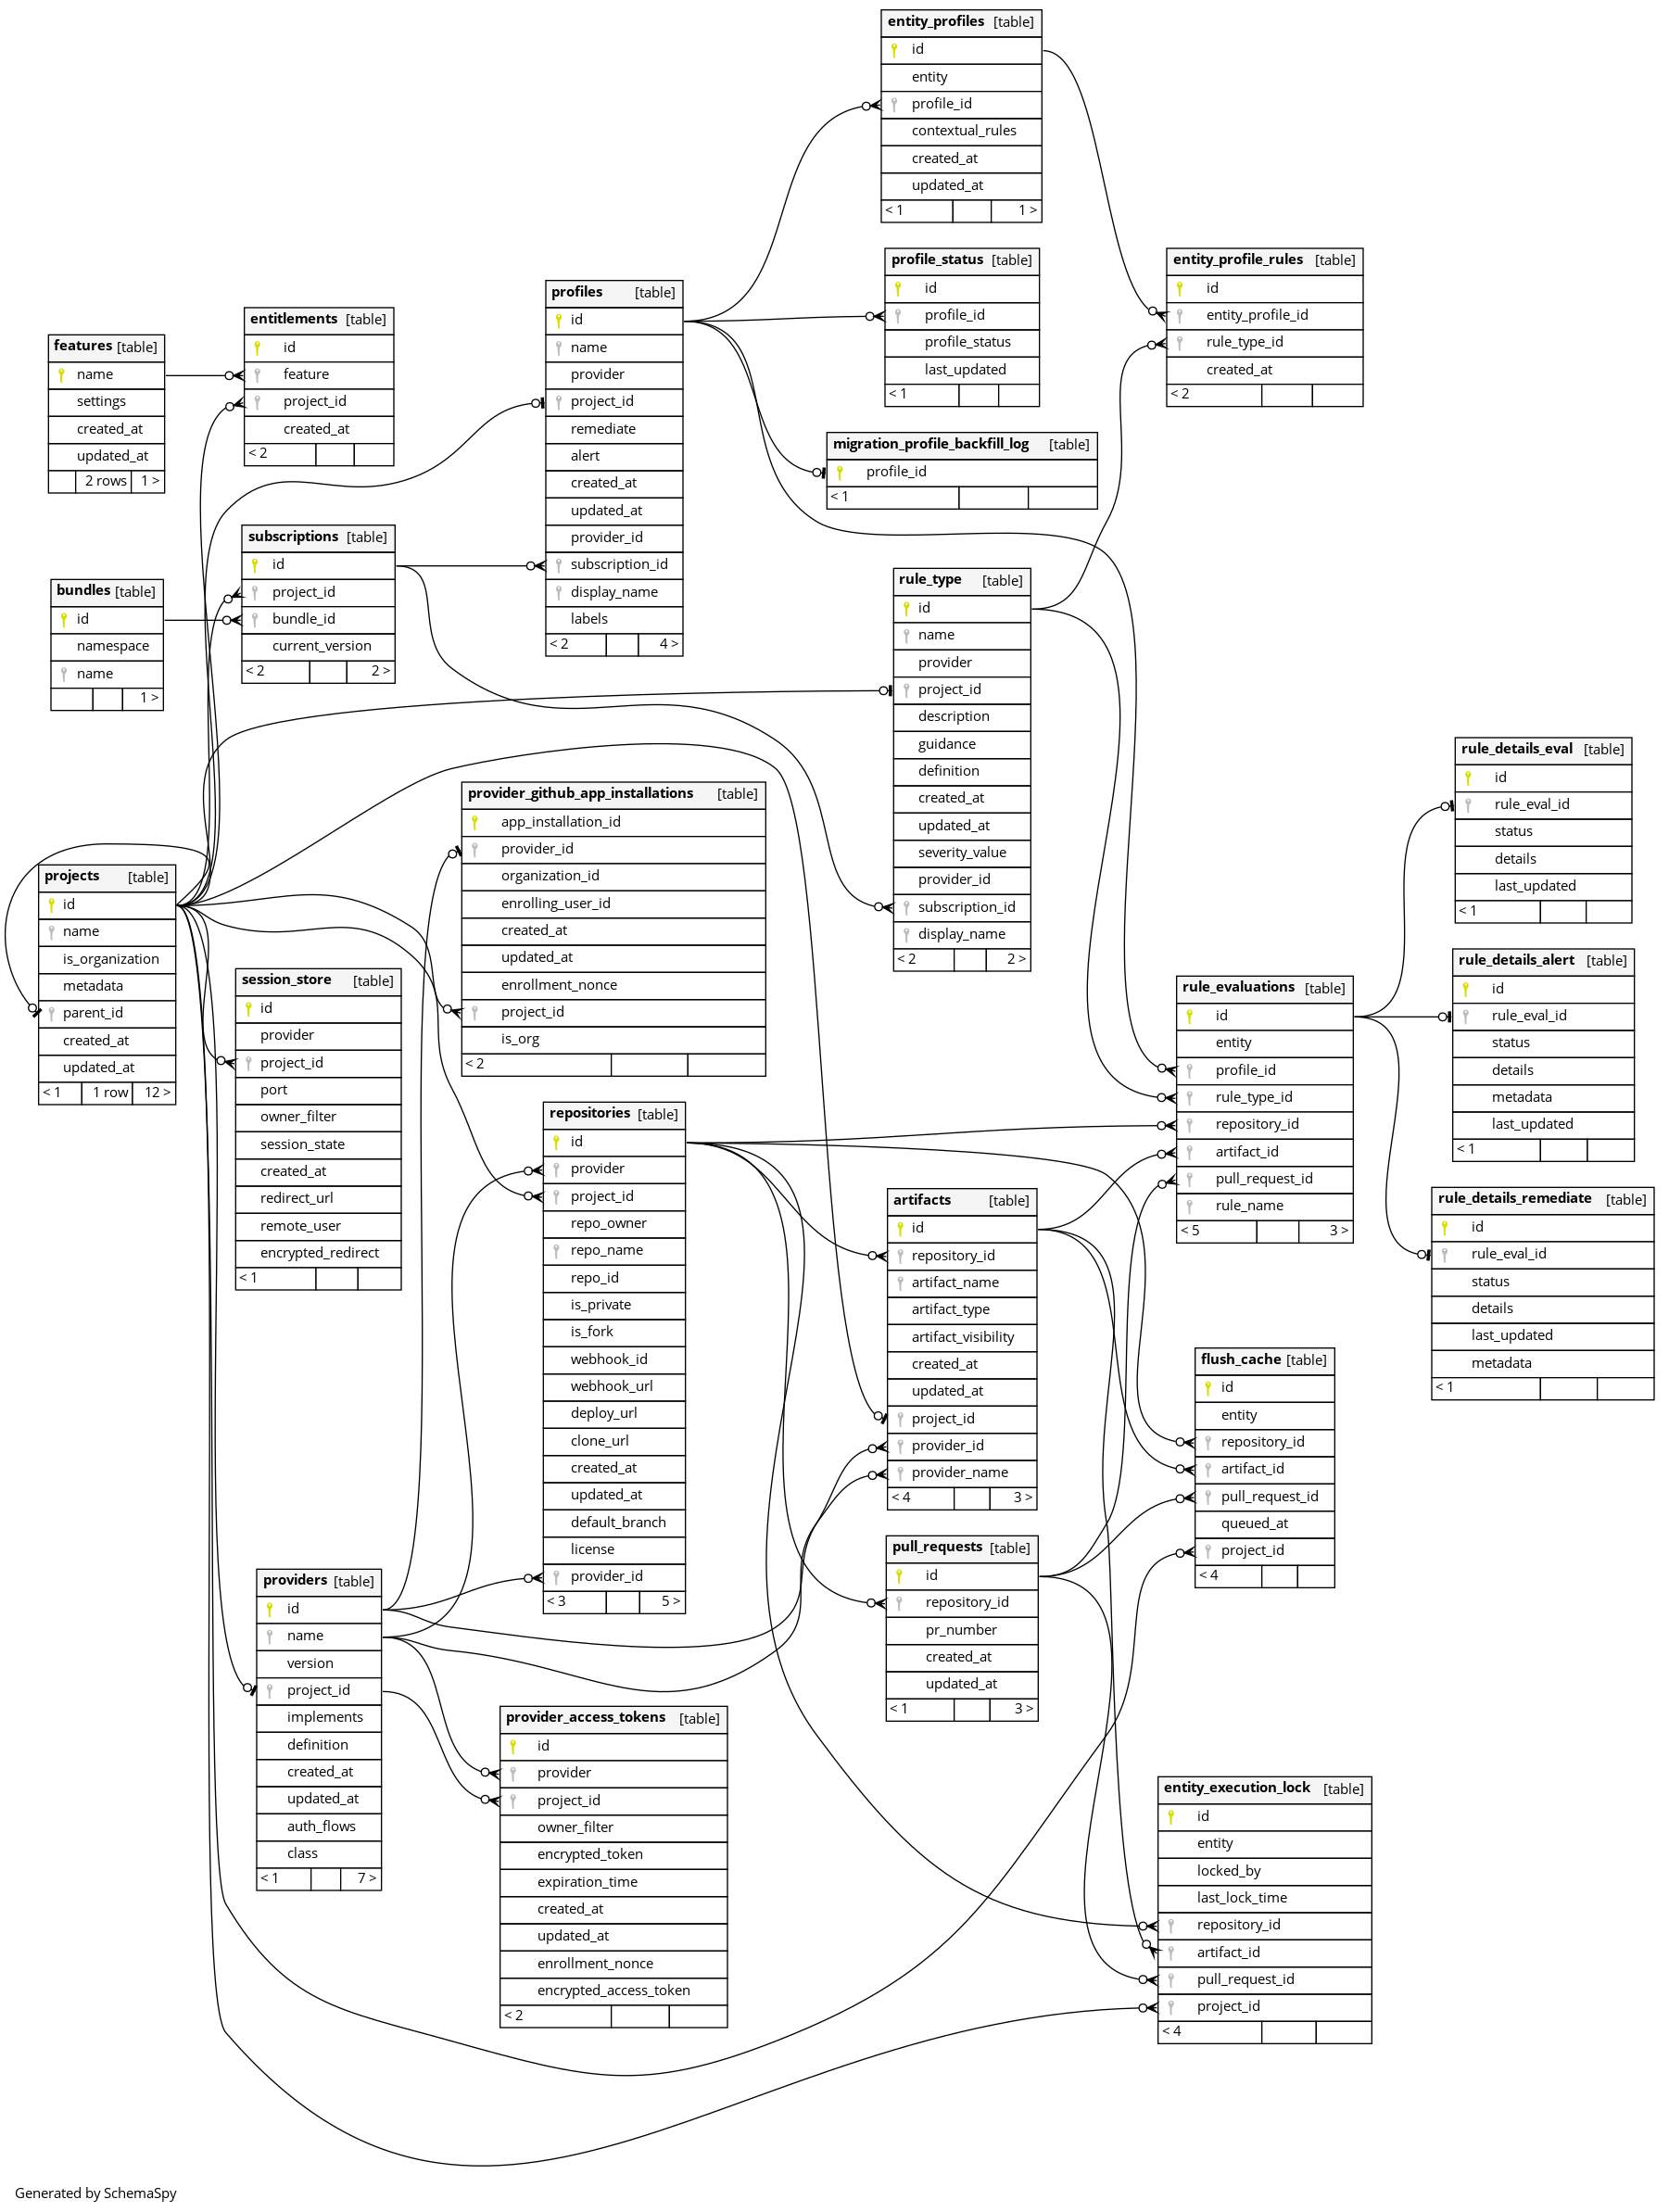 entity_profiles [table]
id
entity
profile_id
contextual_rules
created_at
updated_at
< 1 1 >
profile_status [table]
id
profile_id
profile_status
last_updated
< 1
entity_profile_rules [table]
id
entity_profile_id
rule_type_id
created_at
< 2
profiles [table]
id
name
provider
project_id
remediate
alert
created_at
updated_at
provider_id
subscription_id
display_name
labels
< 2 4 >
entitlements [table]
id
feature
project_id
created_at
< 2
features [table]
name
settings
created_at
updated_at
2 rows 1 >
migration_profile_backfill_log [table]
profile_id
< 1
subscriptions [table]
id
project_id
bundle_id
current_version
< 2 2 >
bundles [table]
id
namespace
name
1 >
rule_type [table]
id
name
provider
project_id
description
guidance
definition
created_at
updated_at
severity_value
provider_id
subscription_id
display_name
< 2 2 >
rule_details_eval [table]
id
rule_eval_id
status
details
last_updated
< 1
provider_github_app_installations [table]
app_installation_id
provider_id
organization_id
enrolling_user_id
created_at
updated_at
enrollment_nonce
project_id
is_org
< 2
projects [table]
id
name
is_organization
metadata
parent_id
created_at
updated_at
< 1 1 row 12 >
rule_details_alert [table]
id
rule_eval_id
status
details
metadata
last_updated
< 1
session_store [table]
id
provider
project_id
port
owner_filter
session_state
created_at
redirect_url
remote_user
encrypted_redirect
< 1
rule_evaluations [table]
id
entity
profile_id
rule_type_id
repository_id
artifact_id
pull_request_id
rule_name
< 5 3 >
repositories [table]
id
provider
project_id
repo_owner
repo_name
repo_id
is_private
is_fork
webhook_id
webhook_url
deploy_url
clone_url
created_at
updated_at
default_branch
license
provider_id
< 3 5 >
artifacts [table]
id
repository_id
artifact_name
artifact_type
artifact_visibility
created_at
updated_at
project_id
provider_id
provider_name
< 4 3 >
rule_details_remediate [table]
id
rule_eval_id
status
details
last_updated
metadata
< 1
flush_cache [table]
id
entity
repository_id
artifact_id
pull_request_id
queued_at
project_id
< 4
pull_requests [table]
id
repository_id
pr_number
created_at
updated_at
< 1 3 >
providers [table]
id
name
version
project_id
implements
definition
created_at
updated_at
auth_flows
class
< 1 7 >
provider_access_tokens [table]
id
provider
project_id
owner_filter
encrypted_token
expiration_time
created_at
updated_at
enrollment_nonce
encrypted_access_token
< 2
entity_execution_lock [table]
id
entity
locked_by
last_lock_time
repository_id
artifact_id
pull_request_id
project_id
< 4
Generated by SchemaSpy